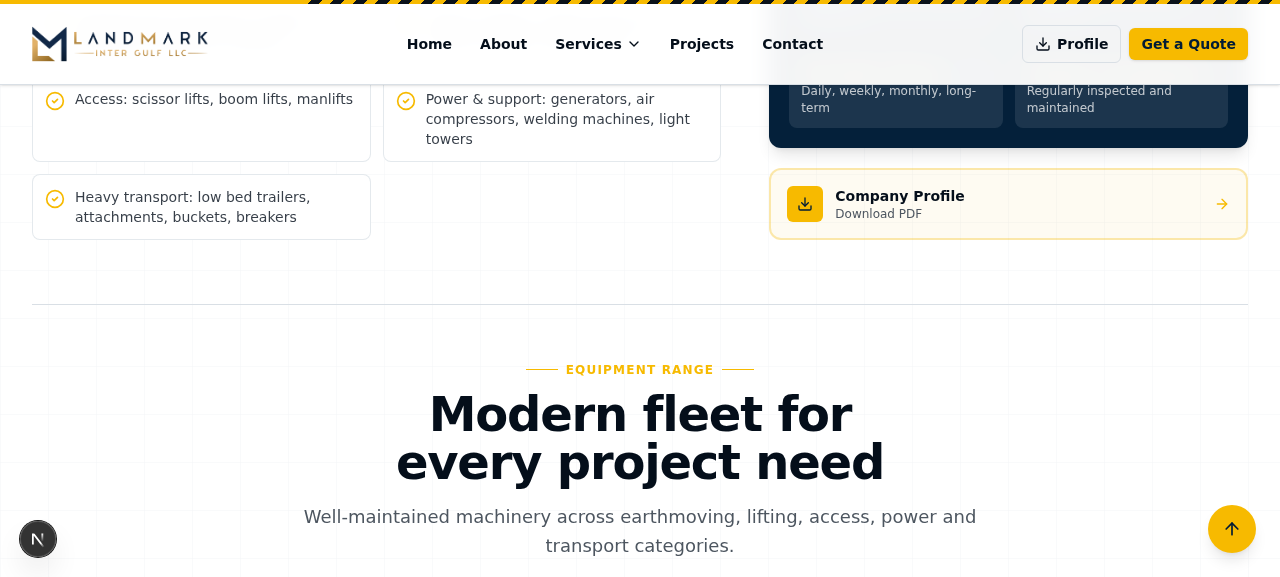 LANDMARK
INTER GULF LLC
Home
About
Services
Projects
Contact
Profile
Get a Quote
Access: scissor lifts, boom lifts, manlifts
Power & support: generators, air
compressors, welding machines, light
towers
Heavy transport: low bed trailers,
attachments, buckets, breakers
Daily, weekly, monthly, long-
term
Regularly inspected and
maintained
Company Profile
Download PDF
EQUIPMENT RANGE
Modern fleet for
every project need
Well-maintained machinery across earthmoving, lifting, access, power and
transport categories.
N